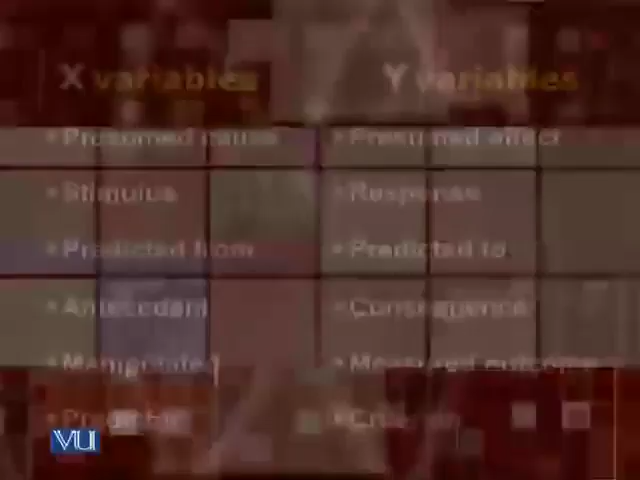 X variables Y variables
•Presumed cause •Presumed effect
•Stimulus •Response
•Predicted from •Predicted to
•Antecedent •Consequence
•Manipulated •Measured outcome
VU